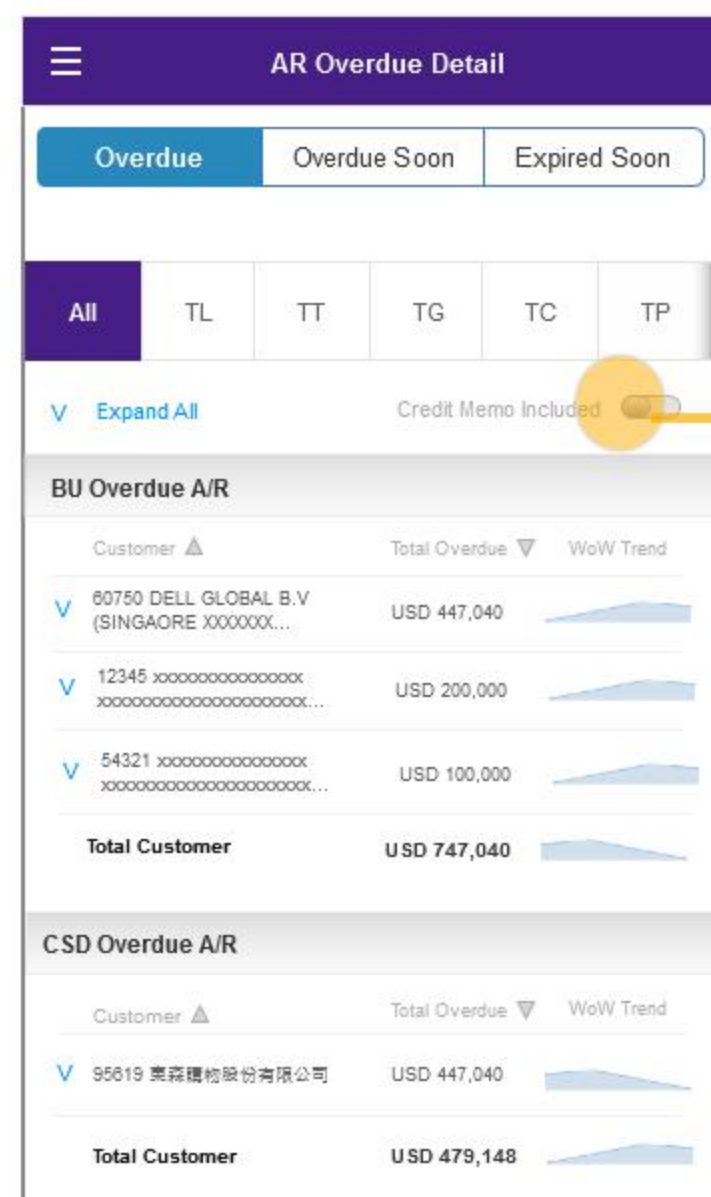 AR Overdue Detail
Overdue Overdue Soon Expired Soon
All TL TT TG TC TP
V Expand All Credit Memo Included
BU Overdue A/R
Customer Total Overdue WoW Trend
V 60750 DELL GLOBAL B.V
(SINGAORE XXXXXXX...
USD 447,040
V 12345 xxxxxxxxxxxxxxxx
xxxxxxxxxxxxxxxxxxxxxxxx...
USD 200,000
V 54321 xxxxxxxxxxxxxxxx
xxxxxxxxxxxxxxxxxxxxxxxx...
USD 100,000
Total Customer USD 747,040
CSD Overdue A/R
Customer Total Overdue WoW Trend
V 95619 東森購物股份有限公司 USD 447,040
Total Customer USD 479,148